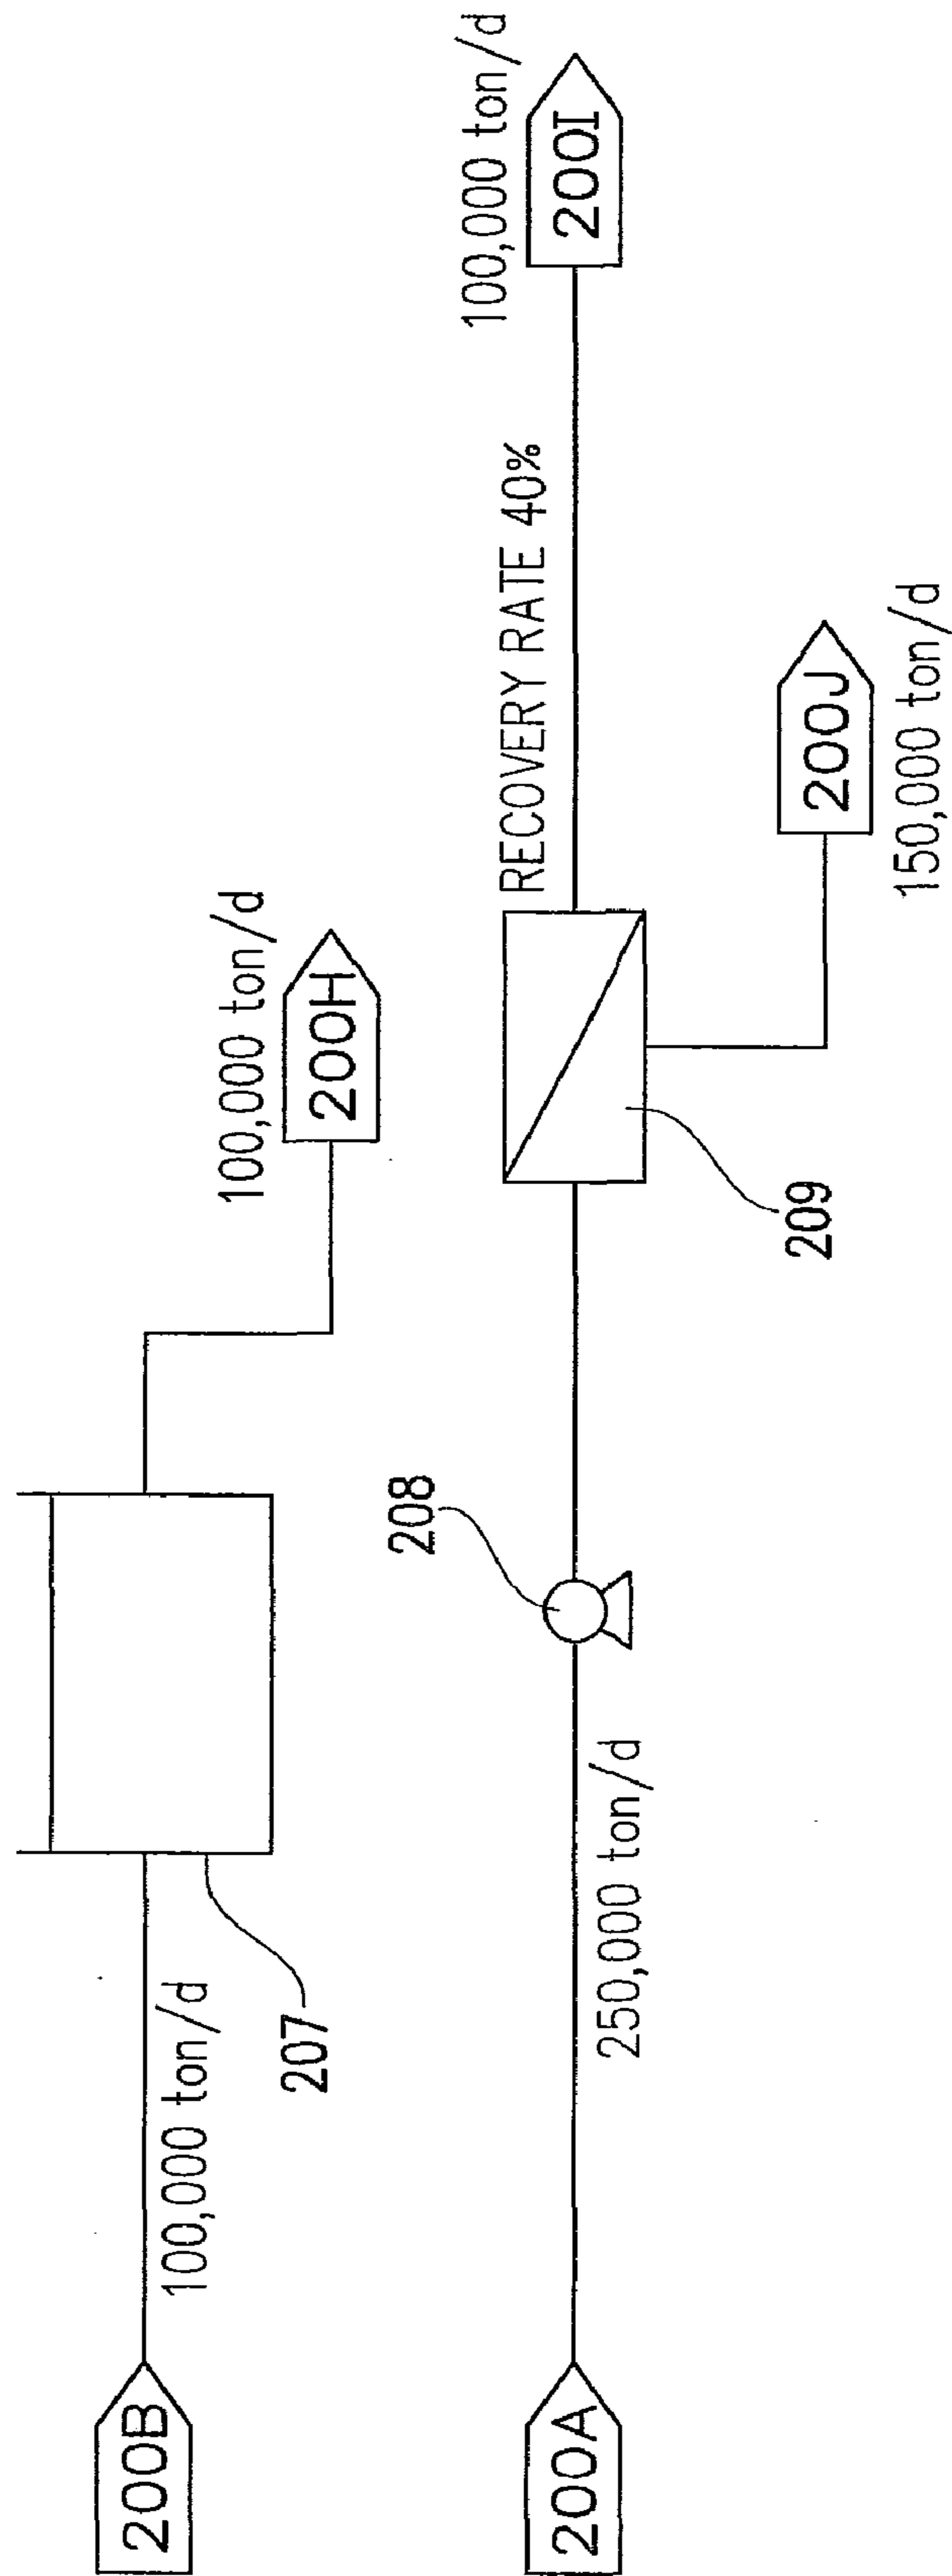 200B
100,000 ton/d
207
100,000 ton/d
200H
200A
250,000 ton/d
208
209
RECOVERY RATE 40%
100,000 ton/d
200I
200J
150,000 ton/d